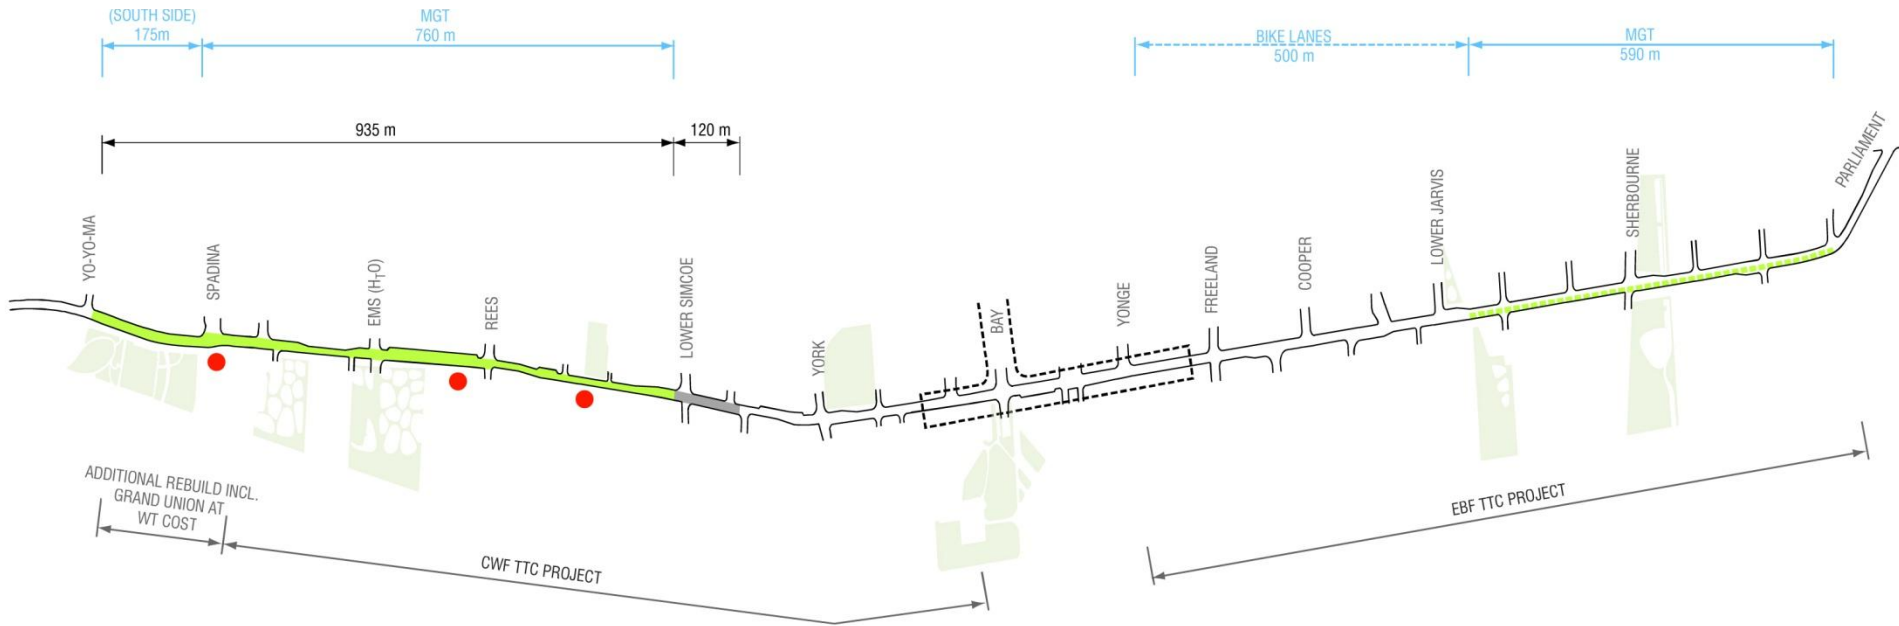 (SOUTH SIDE)
175m
MGT
760 m
BIKE LANES
500 m
MGT
590 m
935 m
120 m
YO-YO-MA
SPADINA
EMS (HTO)
REES
LOWER SIMCOE
YORK
BAY
YONGE
FREELAND
COOPER
LOWER JARVIS
SHERBOURNE
PARLIAMENT
ADDITIONAL REBUILD INCL.
GRAND UNION AT
WT COST
CWF TTC PROJECT
EBF TTC PROJECT